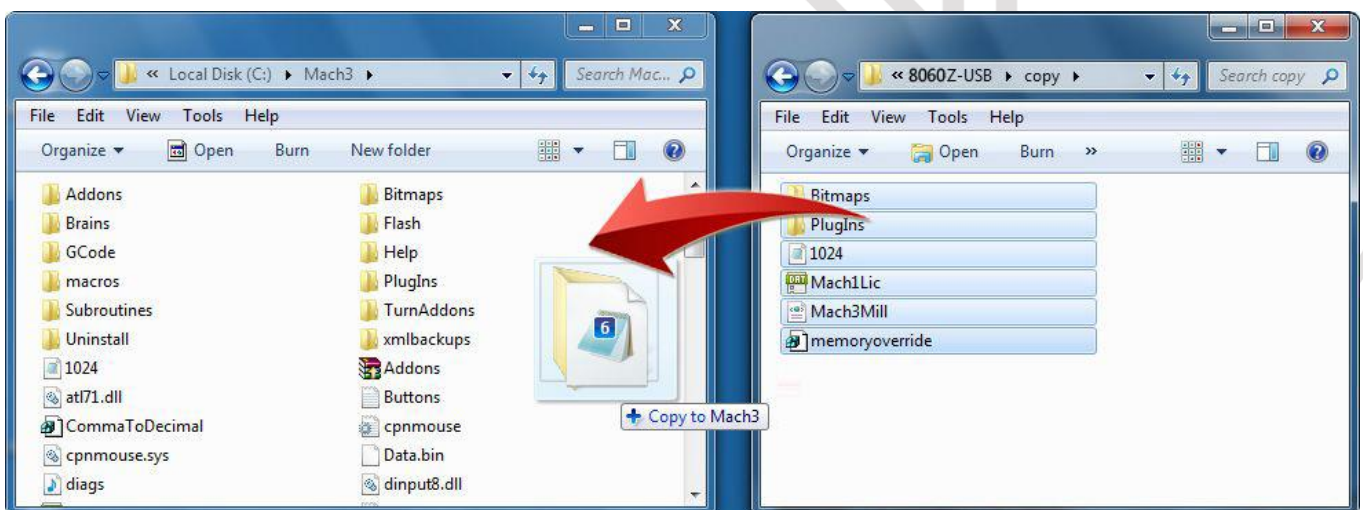 « Local Disk (C:) ▸ Mach3 ▸
Search Mac...
File Edit View Tools Help
Organize Open Burn New folder
Addons
Brains
GCode
macros
Subroutines
Uninstall
1024
atl71.dll
CommaToDecimal
cpnmouse.sys
diags
Bitmaps
Flash
Help
PlugIns
TurnAddons
xmlbackups
Addons
Buttons
cpnmouse
Data.bin
dinput8.dll
6
Copy to Mach3
« 8060Z-USB ▸ copy ▸
Search copy
File Edit View Tools Help
Organize Open Burn »
Bitmaps
PlugIns
1024
Mach1Lic
Mach3Mill
memoryoverride